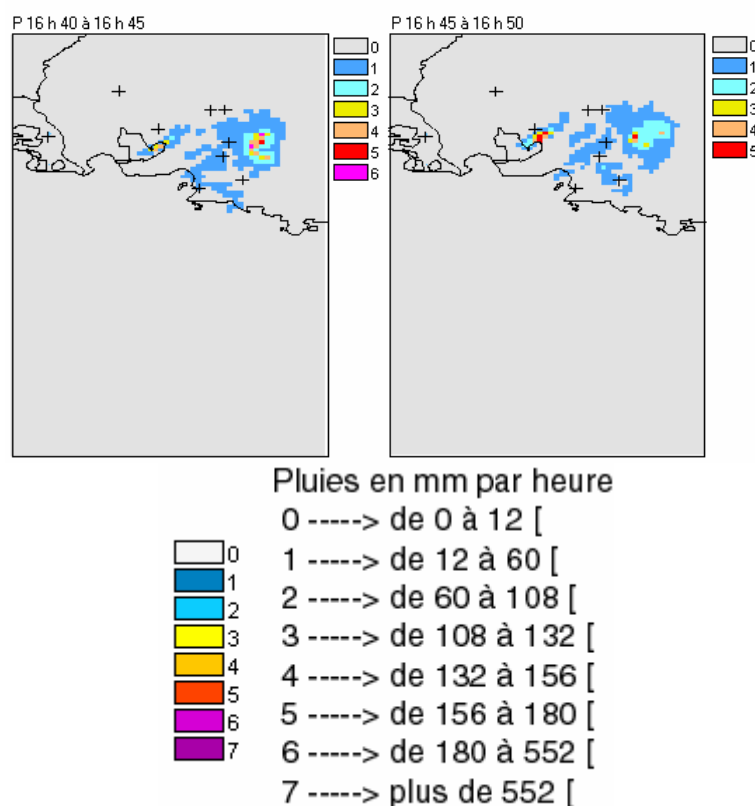 P 16 h 40 à 16 h 45
0
1
2
3
4
5
6
P 16 h 45 à 16 h 50
0
1
2
3
4
5
Pluies en mm par heure
0
1
2
3
4
5
6
7
0 -----> de 0 à 12 [
1 -----> de 12 à 60 [
2 -----> de 60 à 108 [
3 -----> de 108 à 132 [
4 -----> de 132 à 156 [
5 -----> de 156 à 180 [
6 -----> de 180 à 552 [
7 -----> plus de 552 [